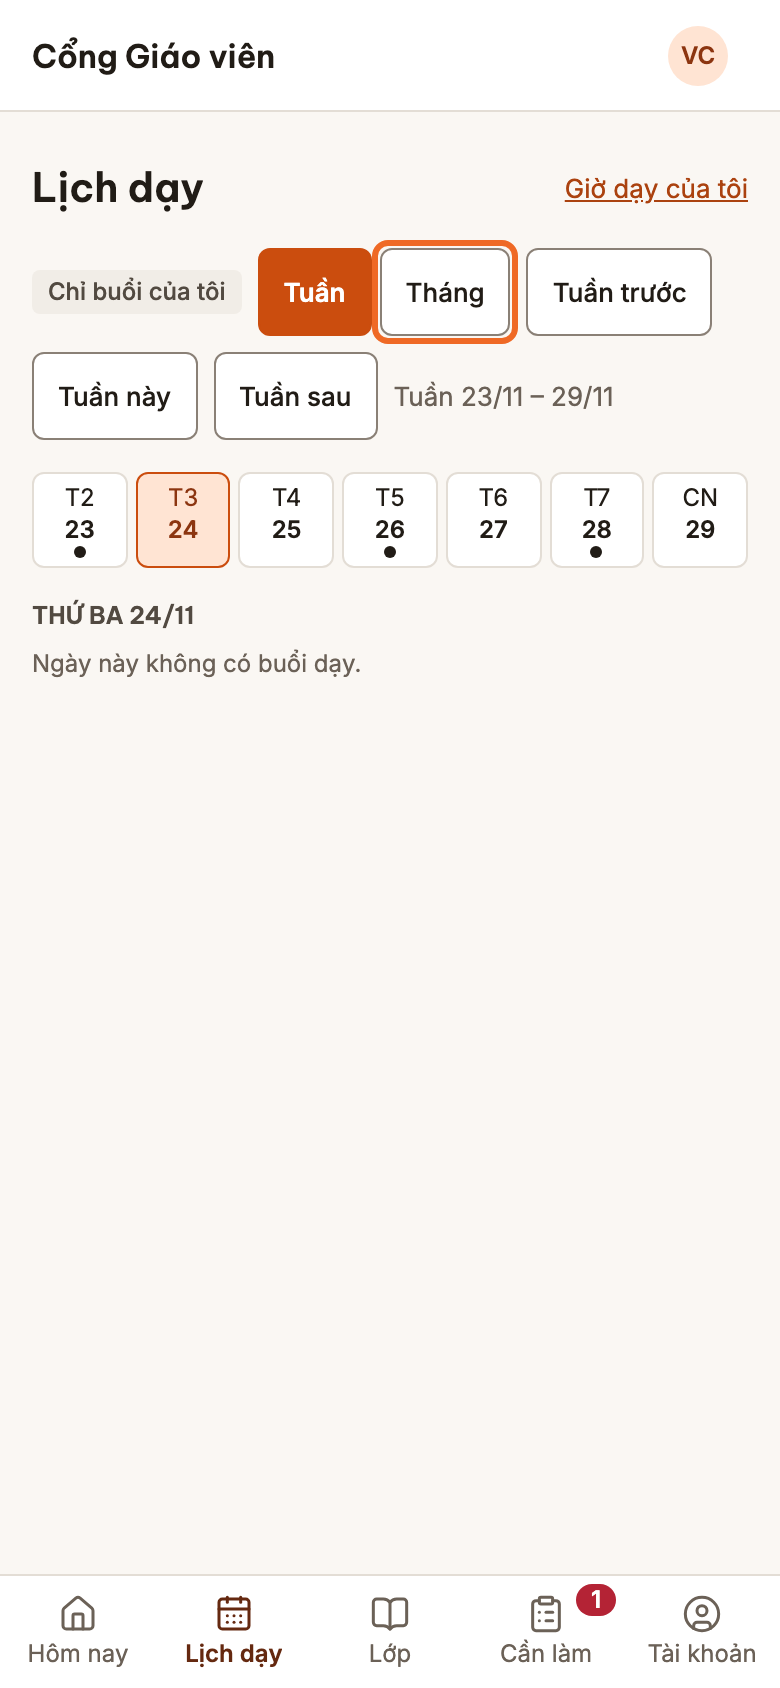 Cổng Giáo viên
VC
Lịch dạy
Giờ dạy của tôi
Chỉ buổi của tôi
Tuần
Tháng
Tuần trước
Tuần này
Tuần sau
Tuần 23/11 – 29/11
T2
23
T3
24
T4
25
T5
26
T6
27
T7
28
CN
29
THỨ BA 24/11
Ngày này không có buổi dạy.
Hôm nay
Lịch dạy
Lớp
1
Cần làm
Tài khoản